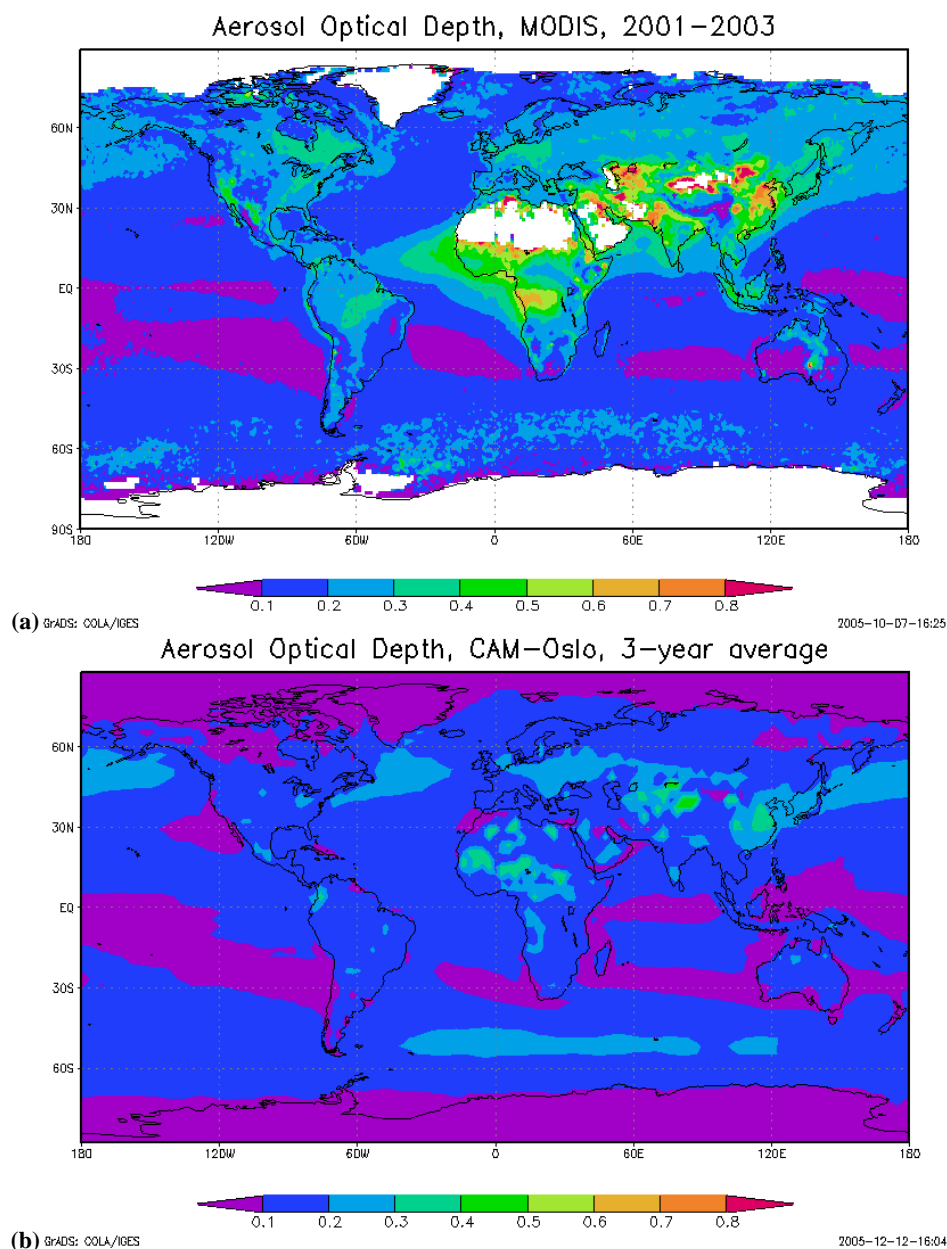 Aerosol Optical Depth, MODIS, 2001-2003
60N
30N
EQ
30S
60S
90S
180 120W 60W 0 60E 120E 180
0.1 0.2 0.3 0.4 0.5 0.6 0.7 0.8
(a) GrADS: COLA/IGES 2005-10-07-16:25
Aerosol Optical Depth, CAM-Oslo, 3-year average
60N
30N
EQ
30S
60S
180 120W 60W 0 60E 120E 180
0.1 0.2 0.3 0.4 0.5 0.6 0.7 0.8
(b) GrADS: COLA/IGES 2005-12-12-16:04